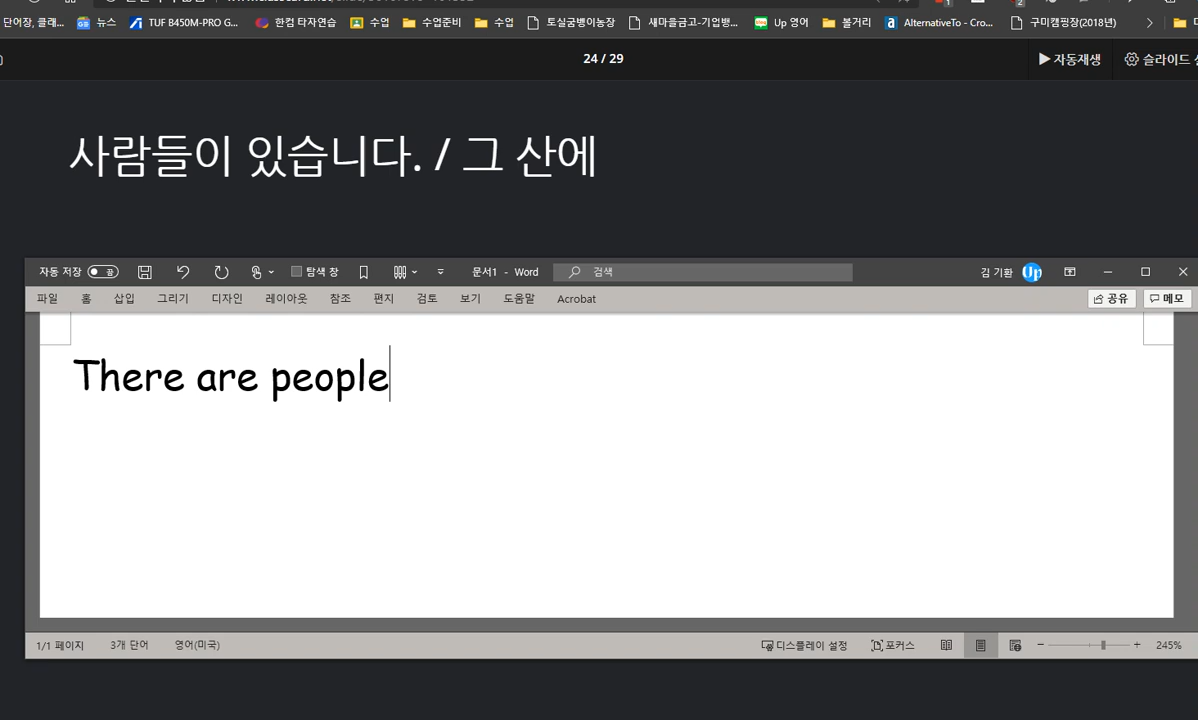 단어장, 클래... 뉴스 TUF B450M-PRO G... 한컴 타자연습 수업 수업준비 수업 토실굼뱅이농장 새마을금고-기업뱅... Up 영어 볼거리 AlternativeTo - Cro... 구미캠핑장(2018년)
24 / 29
자동재생 슬라이드
사람들이 있습니다. / 그 산에
자동 저장 끔 탐색 창 문서1 - Word 검색 김 기환 Up
파일 홈 삽입 그리기 디자인 레이아웃 참조 편지 검토 보기 도움말 Acrobat 공유 메모
There are people
1/1 페이지 3개 단어 영어(미국) 디스플레이 설정 포커스 245%